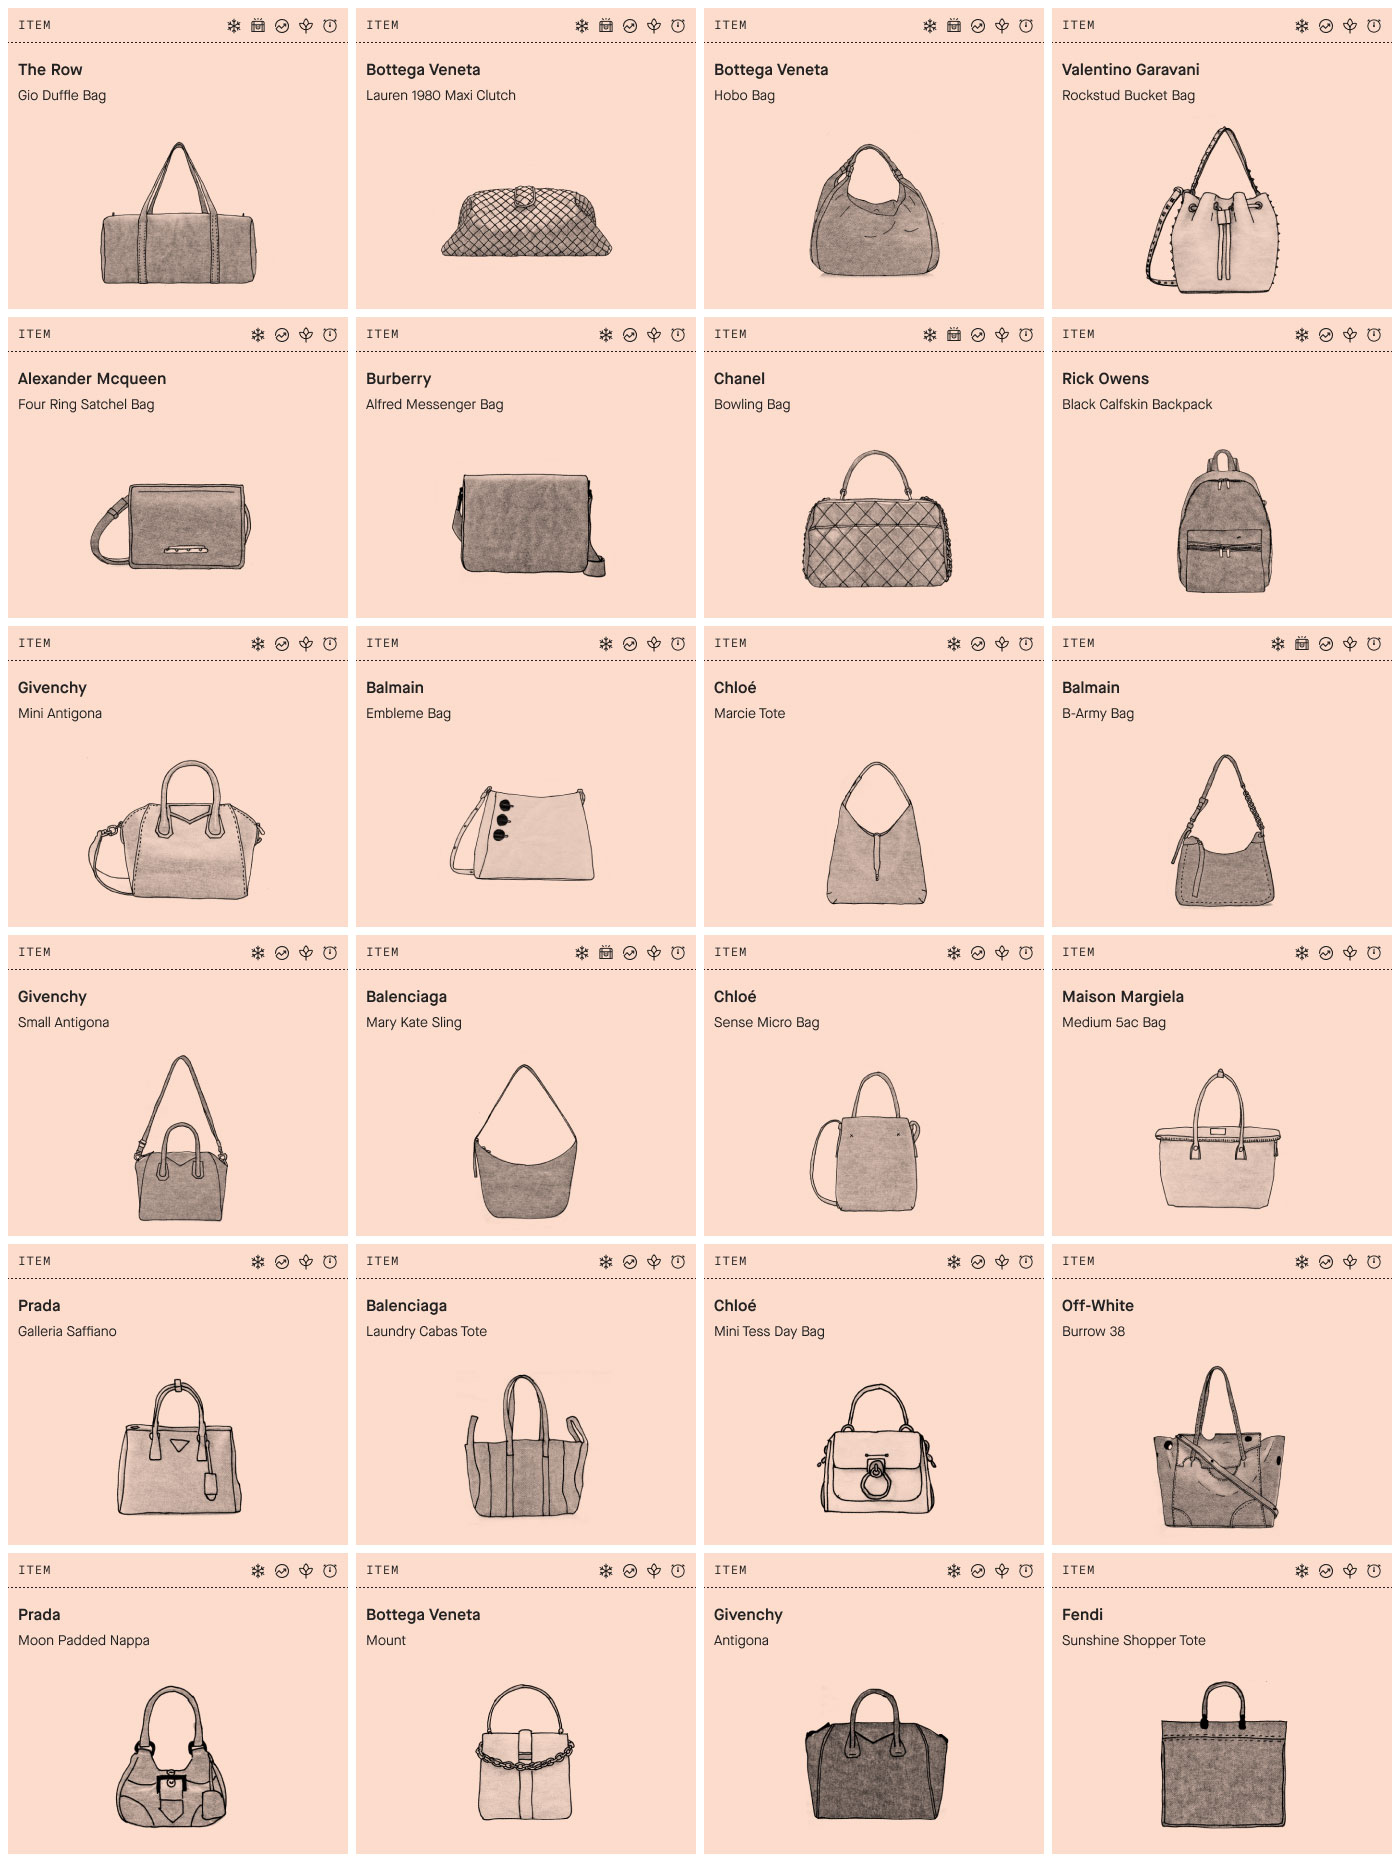 ITEM
The Row
Gio Duffle Bag
ITEM
Bottega Veneta
Lauren 1980 Maxi Clutch
ITEM
Bottega Veneta
Hobo Bag
ITEM
Valentino Garavani
Rockstud Bucket Bag
ITEM
Alexander Mcqueen
Four Ring Satchel Bag
ITEM
Burberry
Alfred Messenger Bag
ITEM
Chanel
Bowling Bag
ITEM
Rick Owens
Black Calfskin Backpack
ITEM
Givenchy
Mini Antigona
ITEM
Balmain
Embleme Bag
ITEM
Chloé
Marcie Tote
ITEM
Balmain
B-Army Bag
ITEM
Givenchy
Small Antigona
ITEM
Balenciaga
Mary Kate Sling
ITEM
Chloé
Sense Micro Bag
ITEM
Maison Margiela
Medium 5ac Bag
ITEM
Prada
Galleria Saffiano
ITEM
Balenciaga
Laundry Cabas Tote
ITEM
Chloé
Mini Tess Day Bag
ITEM
Off-White
Burrow 38
ITEM
Prada
Moon Padded Nappa
ITEM
Bottega Veneta
Mount
ITEM
Givenchy
Antigona
ITEM
Fendi
Sunshine Shopper Tote